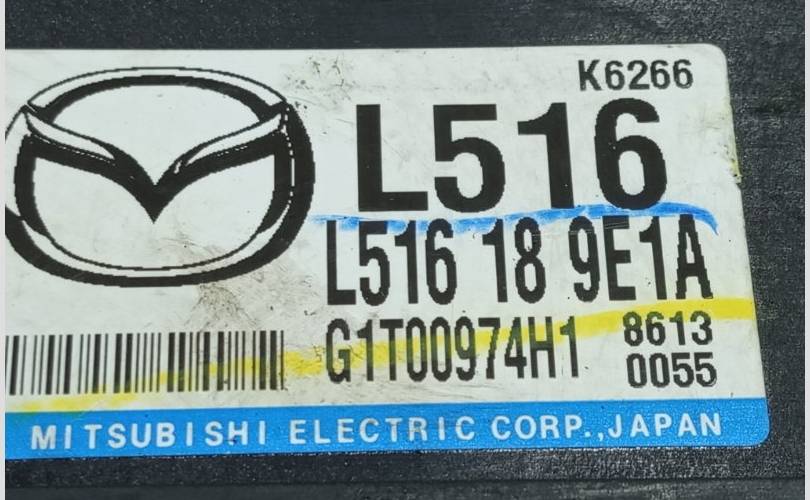 K6266
L516
L516 18 9E1A
G1T00974H1 8613
0055
MITSUBISHI ELECTRIC CORP.,JAPAN